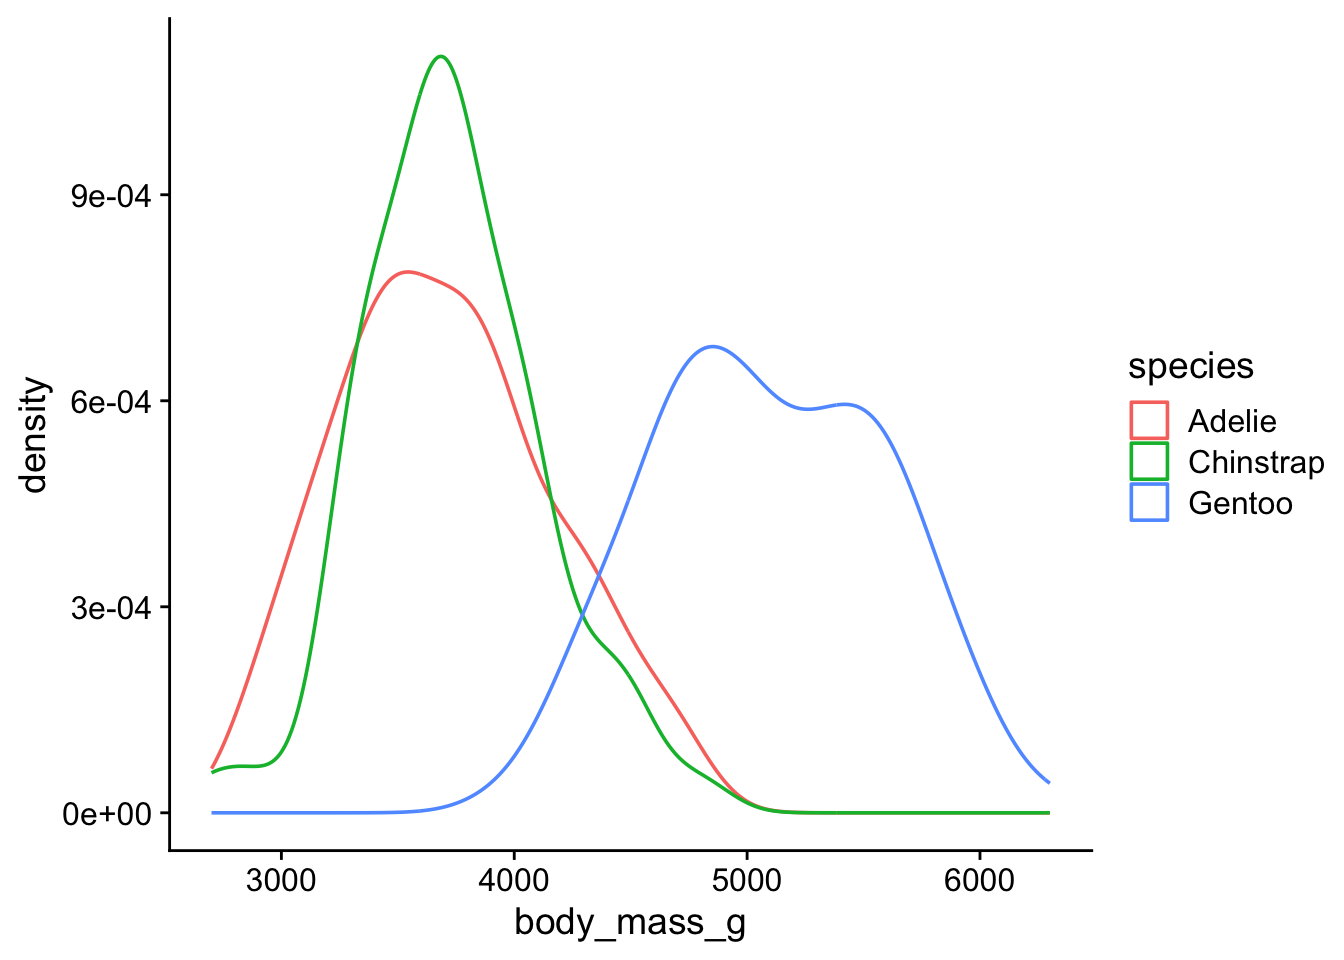 density
9e-04
6e-04
3e-04
0e+00
3000 4000 5000 6000
body_mass_g
species
Adelie
Chinstrap
Gentoo